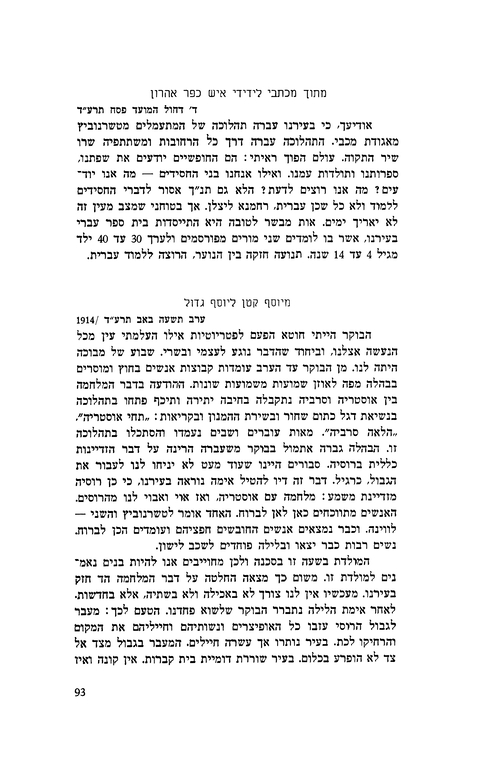 מתוך מכתבי לידידי איש כפר אהרון
ד׳ דחול המועד פסח תרע״ד
אודיעך, כי בעירנו עברה תהלוכה של המתעמלים מטשרנוביץ
מאגודת מכבי. התהלוכה עברה דרך כל הרחובות ומשתתפיה שרו
שיר התקוה. עולם הפוך ראיתי: הם החופשיים יודעים את שפתנו,
ספרותנו ותולדות עמנו. ואילו אנחנו בני החסידים — מה אנו יוד־
עים? מה אנו רוצים לדעת? הלא גם תנ״ך אסור לדברי החסידים
ללמוד ולא כל שכן עברית, רחמנא ליצלן. אך בטוחני שמצב מעין זה
לא יאריך ימים. אות מבשר לטובה היא התייסדות בית ספר עברי
בעירנו, אשר בו לומדים שני מורים מפורסמים ולערך 30 עד 40 ילד
מגיל 4 עד 14 שנה. תנועה חזקה בין הנוער, הרוצה ללמוד עברית.
מיוסף קטן ליוסף גדול
ערב תשעה באב תרע״ד /1914
הבוקר הייתי חוטא הפעם לפטריוטיות אילו העלמתי עין מכל
הנעשה אצלנו, וביחוד שהדבר נוגע לעצמי ובשרי. שבוע של מבוכה
היתה לנו. מן הבוקר עד הערב עומדות קבוצות אנשים בחוץ ומוסרים
בבהלה מפה לאוזן שמועות משמועות שונות. ההודעה בדבר המלחמה
בין אוסטריה וסרביה נתקבלה בחיבה יתירה ותיכף פתחו בתהלוכה
בנשיאת דגל כתום שחור ובשירת ההמנון ובקריאות: „תחי אוסטריה״.
„הלאה סרביה״. מאות עוברים ושבים נעמדו והסתכלו בתהלוכה
זו. הבהלה גברה אתמול בבוקר משעברה הרינה על דבר הזדיינות
כללית ברוסיה. סבורים היינו שעוד מעט לא יניחו לנו לעבור את
הגבול, כרגיל. דבר זה דיו להטיל אימה נוראה בעירנו, כי כן רוסיה
מזדיינת משמע: מלחמה עם אוסטריה, ואז אוי ואבוי לנו מהרוסים.
האנשים מתווכחים כאן לאן לברוח. האחד אומר לטשרנוביץ והשני —
לווינה. וכבר נמצאים אנשים החובשים חפציהם ועומדים הכן לברוח.
נשים רבות כבר יצאו ובלילה פוחדים לשכב לישון.
המולדת בשעה זו בסכנה ולכן מחוייבים אנו להיות בנים נאמ־
נים למולדת זו. משום כך מצאה החלטה על דבר המלחמה הד חזק
בעירנו. מעכשיו אין לנו צורך לא באכילה ולא בשתיה, אלא בחדשות.
לאחר אימת הלילה נתברר הבוקר שלשוא פחדנו. הטעם לכך: מעבר
לגבול הרוסי עזבו כל האופיצרים ונשותיהם וחייליהם את המקום
והרחיקו לכת. בעיר נותרו אך עשרה חיילים. המעבר בגבול מצד אל
צד לא הופרע בכלום. בעיר שוררת דומיית בית קברות. אין קונה ואיז
93